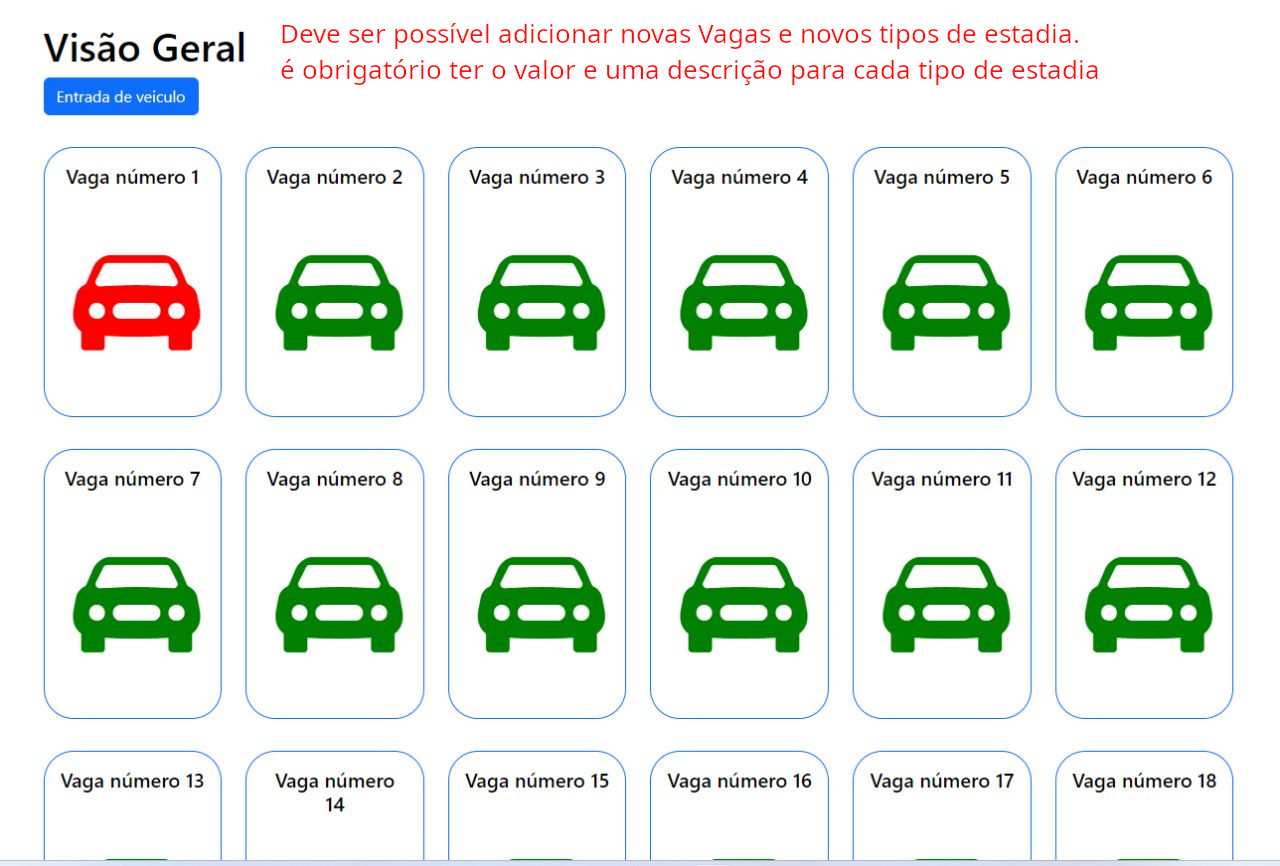 Visão Geral
Deve ser possível adicionar novas Vagas e novos tipos de estadia.
é obrigatório ter o valor e uma descrição para cada tipo de estadia
Entrada de veiculo
Vaga número 1
Vaga número 2
Vaga número 3
Vaga número 4
Vaga número 5
Vaga número 6
Vaga número 7
Vaga número 8
Vaga número 9
Vaga número 10
Vaga número 11
Vaga número 12
Vaga número 13
Vaga número
14
Vaga número 15
Vaga número 16
Vaga número 17
Vaga número 18